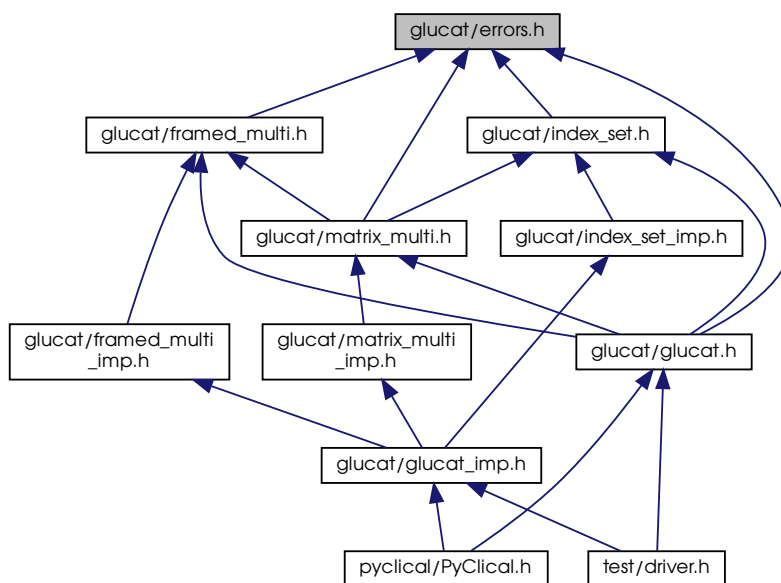 glucat/errors.h
glucat/framed_multi.h
glucat/index_set.h
glucat/matrix_multi.h
glucat/index_set_imp.h
glucat/framed_multi
_imp.h
glucat/matrix_multi
_imp.h
glucat/glucat.h
glucat/glucat_imp.h
pyclical/PyClical.h
test/driver.h